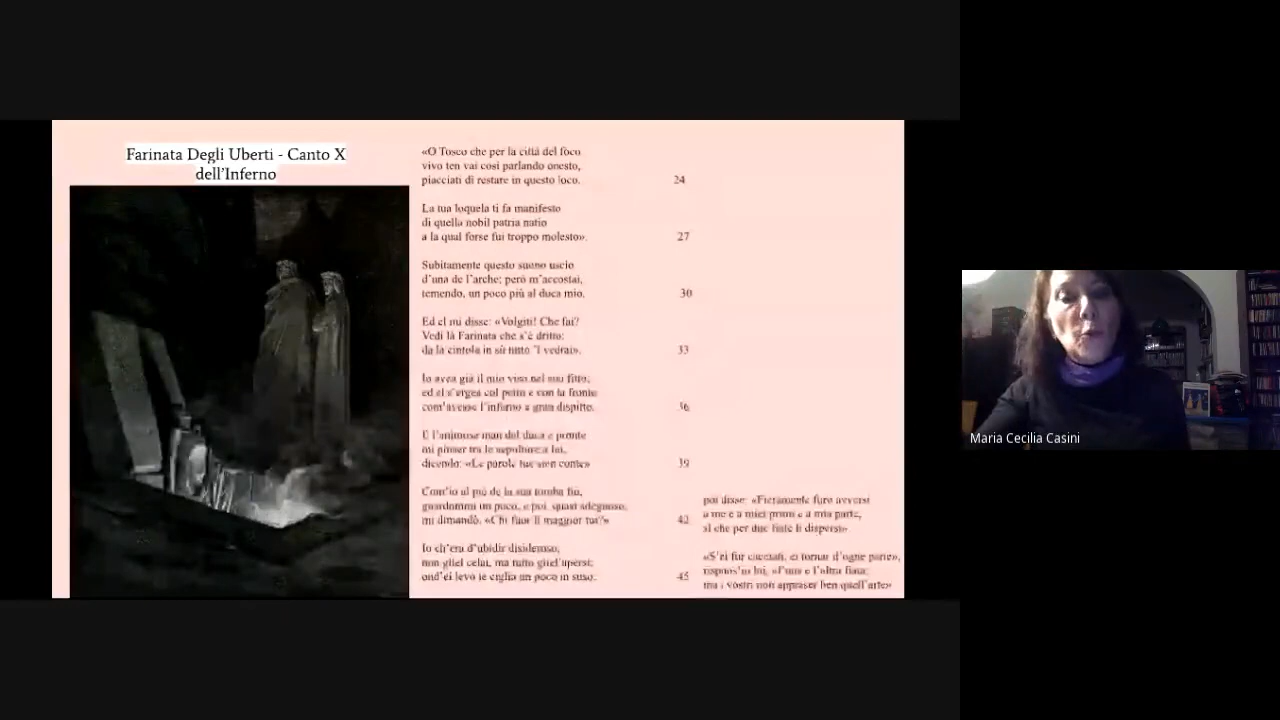 Farinata Degli Uberti - Canto X
dell'Inferno
«O Tosco che per la città del foco
vivo ten vai così parlando onesto,
piacciati di restare in questo loco.
24
La tua loquela ti fa manifesto
di quella nobil patria natio
a la qual forse fui troppo molesto».
27
Subitamente questo suono uscìo
d'una de l'arche; però m'accostai,
temendo, un poco più al duca mio.
30
Ed el mi disse: «Volgiti! Che fai?
Vedi là Farinata che s'è dritto:
da la cintola in sù tutto 'l vedrai».
33
Io avea già il mio viso nel suo fitto;
ed el s'ergea col petto e con la fronte
com'avesse l'inferno a gran dispitto.
36
E l'animose man del duca e pronte
mi pinser tra le sepulture a lui,
dicendo: «Le parole tue sien conte»
39
Com'io al piè de la sua tomba fui,
guardommi un poco, e poi, quasi sdegnoso,
mi dimandò: «Chi fuor li maggior tui?»
42
Io ch'era d'ubidir disideroso,
non gliel celai, ma tutto gliel'apersi;
ond'ei levò le ciglia un poco in suso;
45
poi disse: «Fieramente furo avversi
a me e a miei primi e a mia parte,
sì che per due fiate li dispersi»
«S'ei fur cacciati, ei tornar d'ogne parte»,
rispuos'io lui, «l'una e l'altra fiata;
ma i vostri non appreser ben quell'arte»
Maria Cecilia Casini